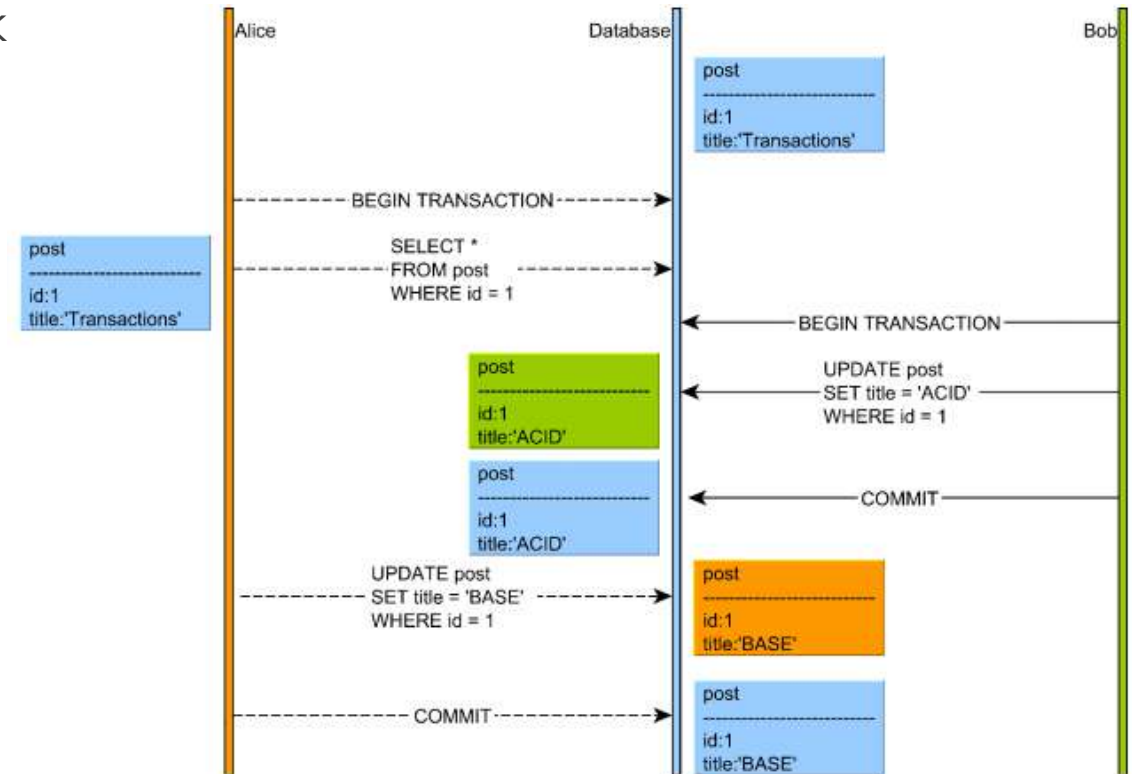 Alice
Database
Bob
post
id:1
title:'Transactions'
BEGIN TRANSACTION
post
id:1
title:'Transactions'
SELECT *
FROM post
WHERE id = 1
BEGIN TRANSACTION
post
id:1
title:'ACID'
UPDATE post
SET title = 'ACID'
WHERE id = 1
post
id:1
title:'ACID'
COMMIT
UPDATE post
SET title = 'BASE'
WHERE id = 1
post
id:1
title:'BASE'
COMMIT
post
id:1
title:'BASE'